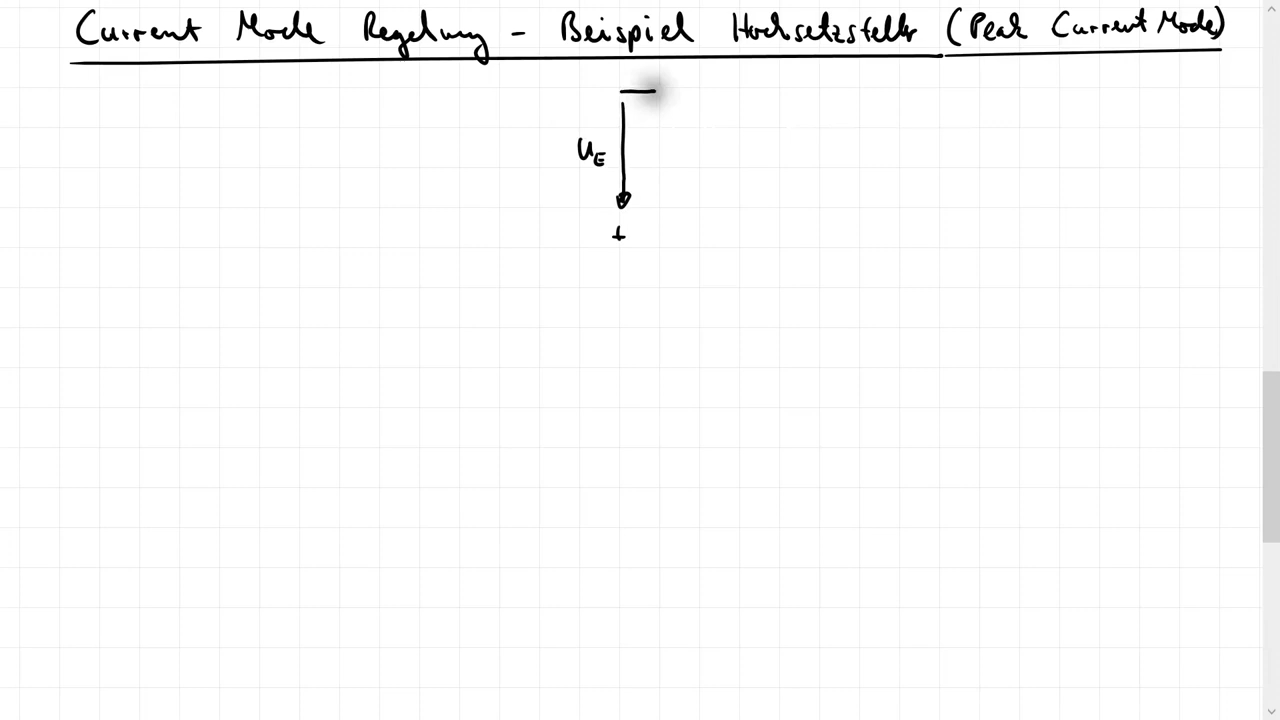 Current Mode Regelung - Beispiel Hochsetzsteller (Peak Current Mode)
U_E
+